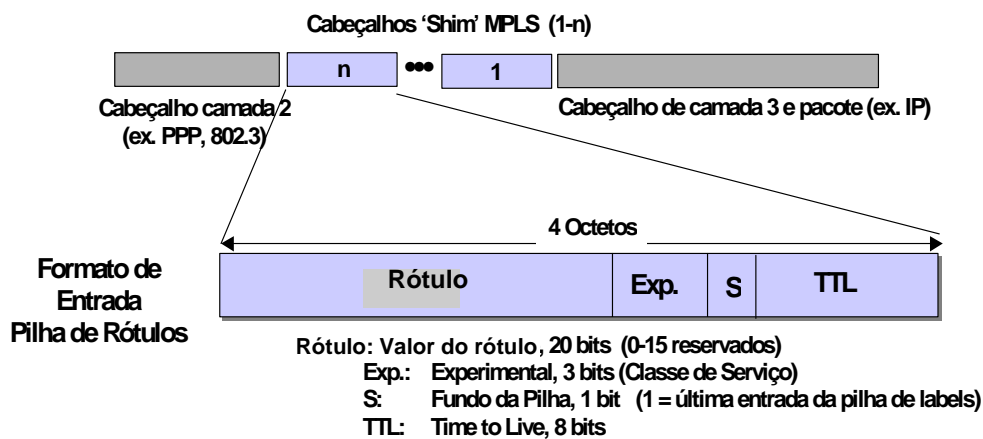 Cabeçalhos ‘Shim’ MPLS (1-n)
n ••• 1
Cabeçalho camada 2
(ex. PPP, 802.3)
Cabeçalho de camada 3 e pacote (ex. IP)
4 Octetos
Formato de
Entrada
Pilha de Rótulos
Rótulo Exp. S TTL
Rótulo: Valor do rótulo, 20 bits (0-15 reservados)
Exp.: Experimental, 3 bits (Classe de Serviço)
S: Fundo da Pilha, 1 bit (1 = última entrada da pilha de labels)
TTL: Time to Live, 8 bits